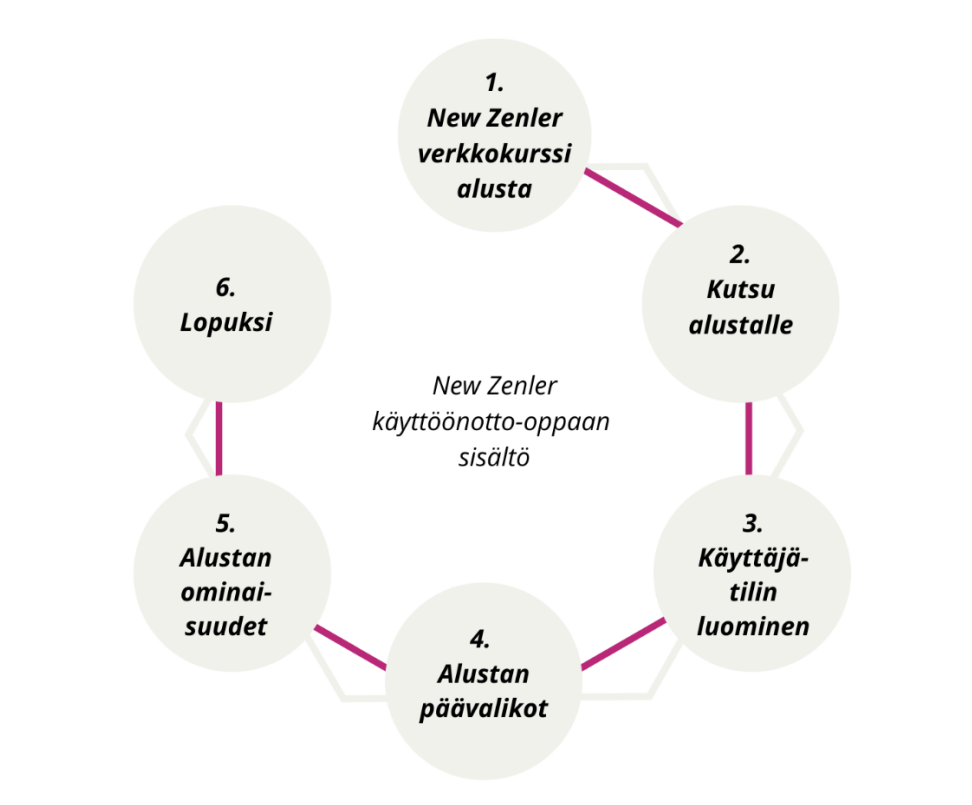 1.
New Zenler
verkkokurssi
alusta
2.
Kutsu
alustalle
3.
Käyttäjä-
tilin
luominen
4.
Alustan
päävalikot
5.
Alustan
ominai-
suudet
6.
Lopuksi
New Zenler
käyttöönotto-oppaan
sisältö